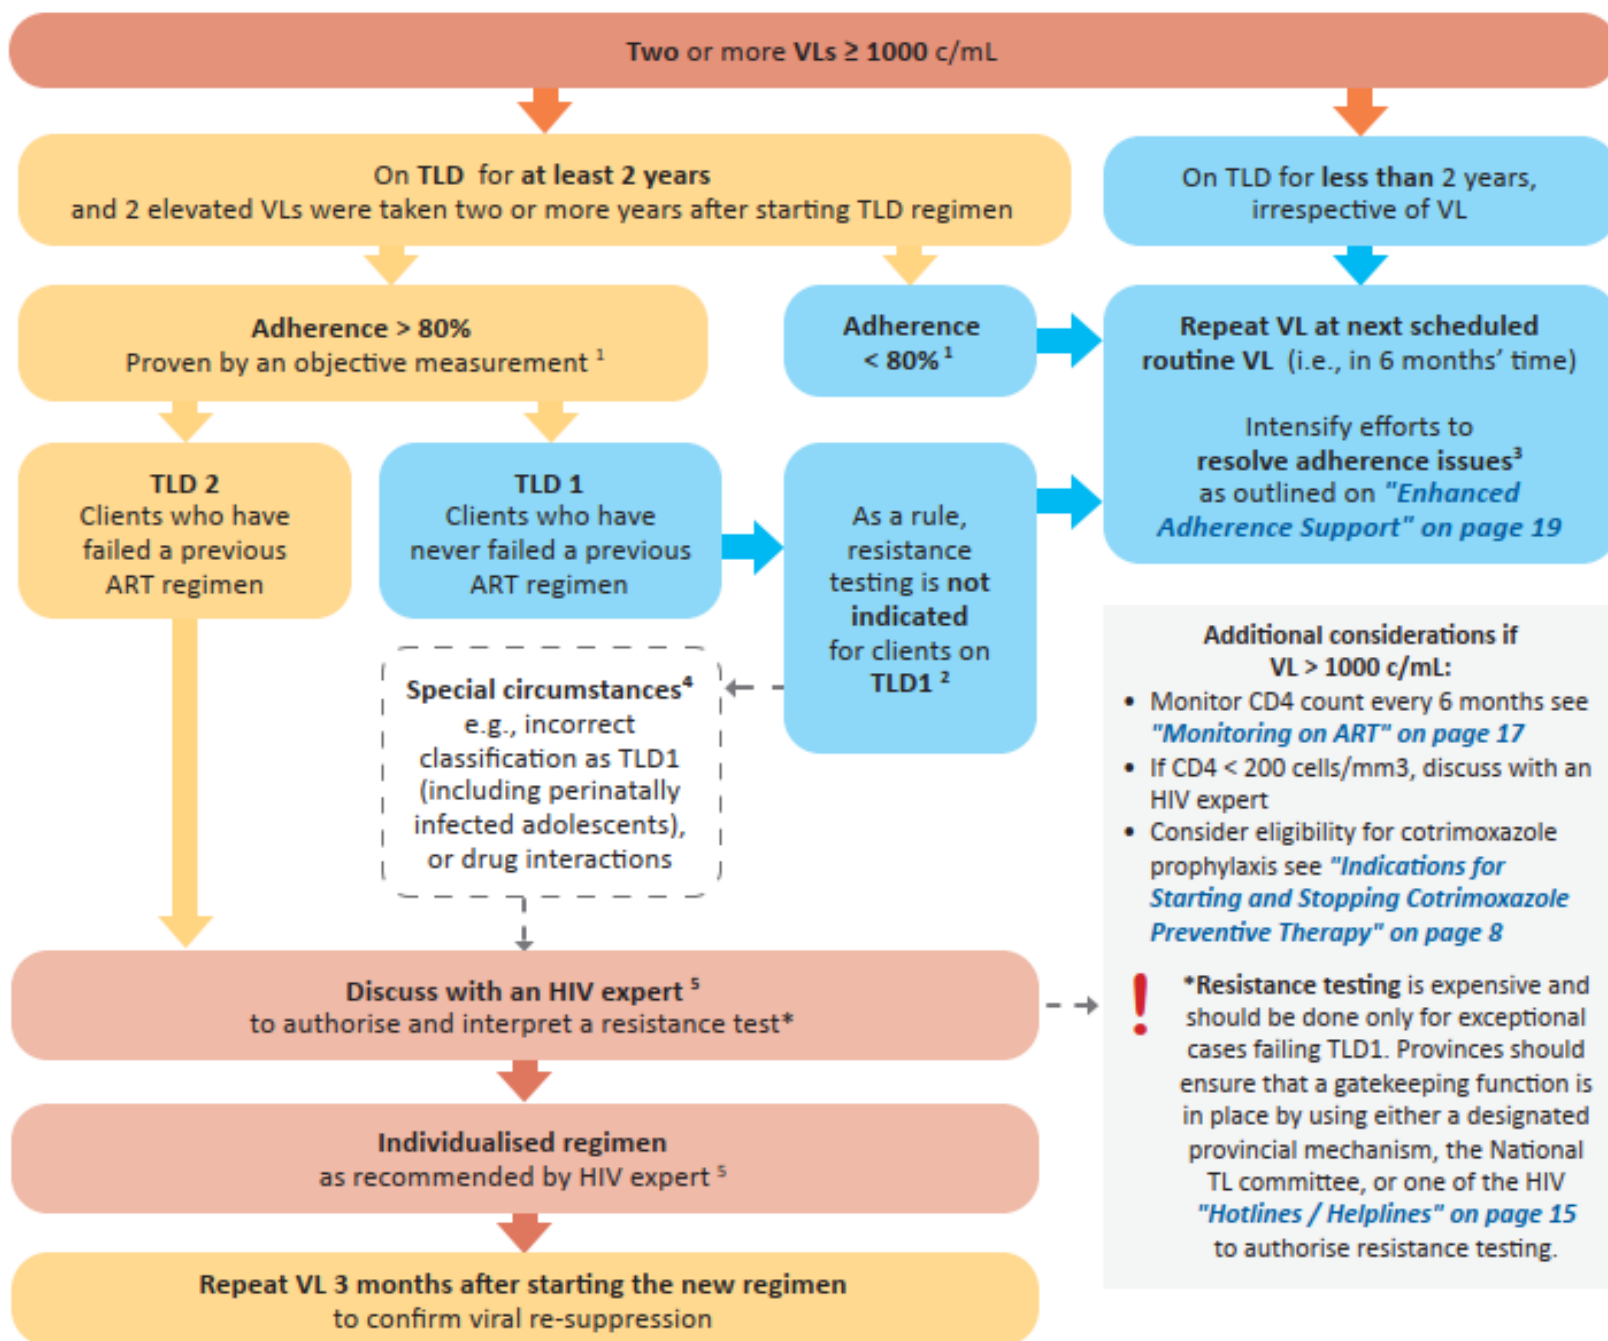 Two or more VLs ≥ 1000 c/mL
On TLD for at least 2 years
and 2 elevated VLs were taken two or more years after starting TLD regimen
On TLD for less than 2 years,
irrespective of VL
Adherence > 80%
Proven by an objective measurement 1
Adherence
< 80% 1
Repeat VL at next scheduled
routine VL (i.e., in 6 months' time)
Intensify efforts to
resolve adherence issues3
as outlined on "Enhanced
Adherence Support" on page 19
TLD 2
Clients who have
failed a previous
ART regimen
TLD 1
Clients who have
never failed a previous
ART regimen
As a rule,
resistance
testing is not
indicated
for clients on
TLD1 2
Special circumstances4
e.g., incorrect
classification as TLD1
(including perinatally
infected adolescents),
or drug interactions
Discuss with an HIV expert 5
to authorise and interpret a resistance test*
Individualised regimen
as recommended by HIV expert 5
Repeat VL 3 months after starting the new regimen
to confirm viral re-suppression
Additional considerations if
VL > 1000 c/mL:
• Monitor CD4 count every 6 months see
"Monitoring on ART" on page 17
• If CD4 < 200 cells/mm3, discuss with an
HIV expert
• Consider eligibility for cotrimoxazole
prophylaxis see "Indications for
Starting and Stopping Cotrimoxazole
Preventive Therapy" on page 8
! *Resistance testing is expensive and
should be done only for exceptional
cases failing TLD1. Provinces should
ensure that a gatekeeping function is
in place by using either a designated
provincial mechanism, the National
TL committee, or one of the HIV
"Hotlines / Helplines" on page 15
to authorise resistance testing.